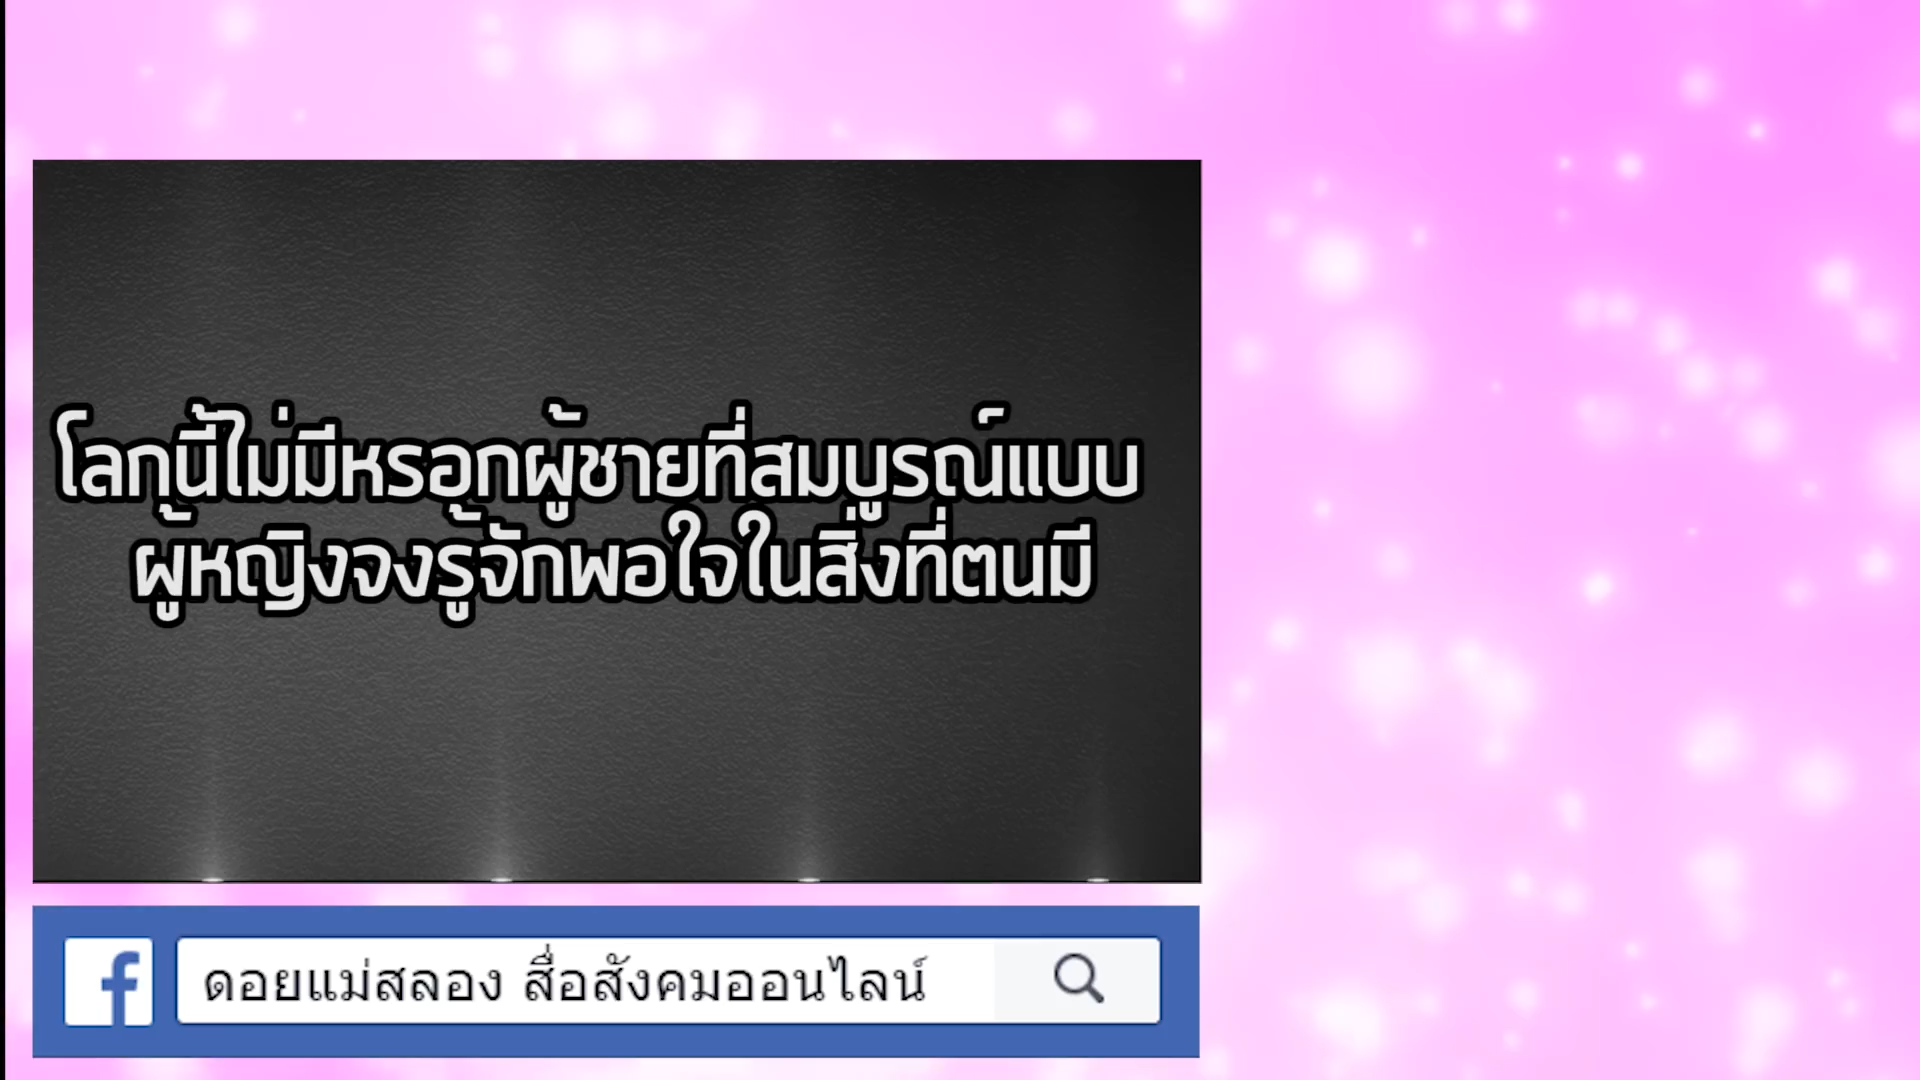 โลกนี้ไม่มีหรอกผู้ชายที่สมบูรณ์แบบ
ผู้หญิงจงรู้จักพอใจในสิ่งที่ตนมี
ดอยแม่สลอง สื่อสังคมออนไลน์